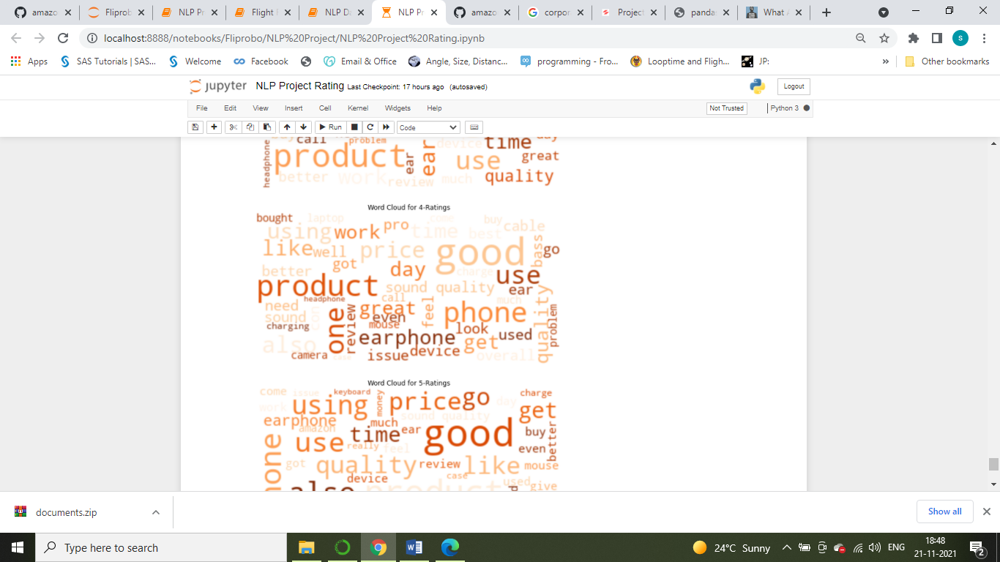 amazo
Fliprob
NLP Pr
Flight F
NLP Da
NLP Pr
amazo
corpor
Project
panda
What A
localhost:8888/notebooks/Fliprobo/NLP%20Project/NLP%20Project%20Rating.ipynb
s
Apps
SAS Tutorials | SAS...
Welcome
Facebook
Email & Office
Angle, Size, Distanc...
programming - Fro...
Looptime and Fligh...
JP:
»
Other bookmarks
jupyter NLP Project Rating Last Checkpoint: 17 hours ago (autosaved)
Logout
File Edit View Insert Cell Kernel Widgets Help
Not Trusted
Python 3
Run
Code
call problem device time day
headphone product ear ear use great
better work review much quality
Word Cloud for 4-Ratings
bought laptop come buy
using work pro time best cable
like well price good bass go
got day charge
better use
product sound quality ear
headphone call much
need great feel phone quality
sound even problem
charging one review mouse look
also earphone get used
camera issue device overall
case
Word Cloud for 5-Ratings
come issue keyboard money charge
work using price go day get
earphone much sound quality
amazon time ear good buy better
use really feel even
got quality review like mouse
device case
also product used give
documents.zip
Show all
Type here to search
24°C Sunny
ENG
18:48
21-11-2021
2